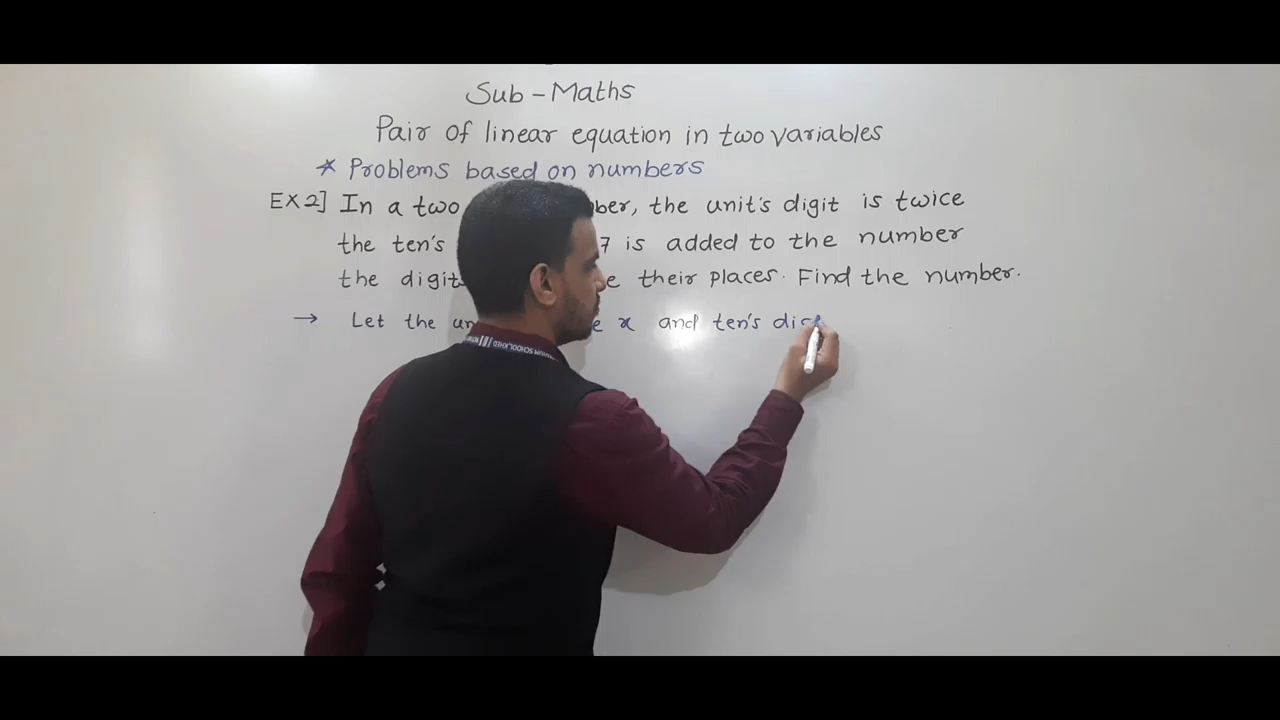 Sub - Maths
Pair of linear equation in two variables
* Problems based on numbers
EX 2] In a two the unit's digit is twice
the ten's 7 is added to the number
the their places. Find the number.
→ Let the x and ten's